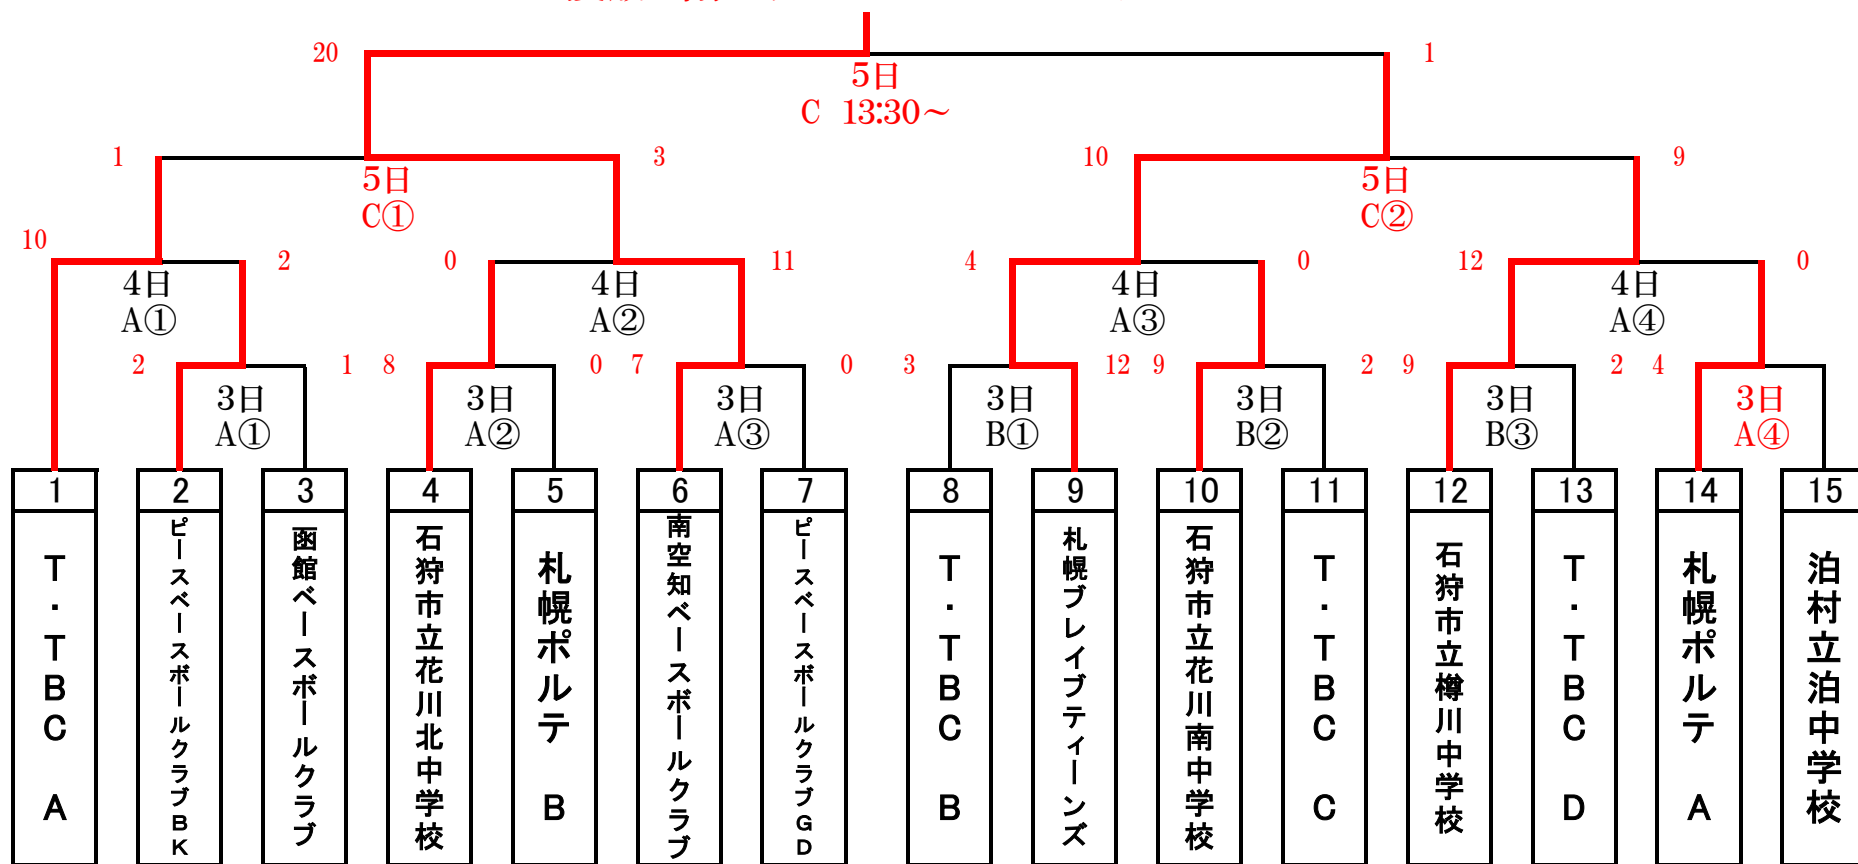 20
1
5日
C 13:30～
1
3
10
9
5日
C①
5日
C②
10
2
0
11
4
0
12
0
4日
A①
4日
A②
4日
A③
4日
A④
2
1
8
0
7
0
3
12
9
2
9
2
4
3日
A①
3日
A②
3日
A③
3日
B①
3日
B②
3日
B③
3日
A④
1
T・TBC A
2
ピースベースボールクラブBK
3
函館ベースボールクラブ
4
石狩市立花川北中学校
5
札幌ポルテ B
6
南空知ベースボールクラブ
7
ピースベースボールクラブGD
8
T・TBC B
9
札幌ブレイブティーンズ
10
石狩市立花川南中学校
11
T・TBC C
12
石狩市立樽川中学校
13
T・TBC D
14
札幌ポルテ A
15
泊村立泊中学校